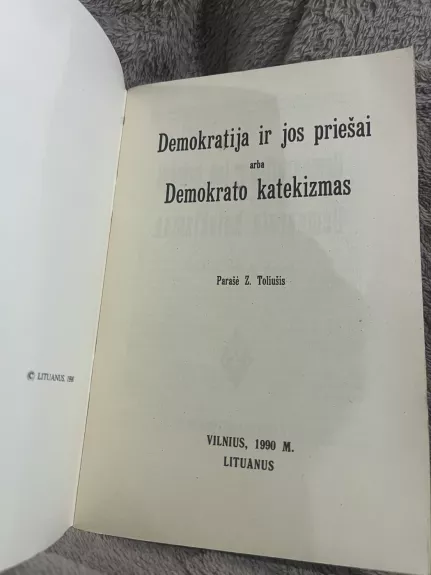 © LITUANUS, 1990
Demokratija ir jos priešai
arba
Demokrato katekizmas
Parašė Z. Toliušis
VILNIUS, 1990 M.
LITUANUS